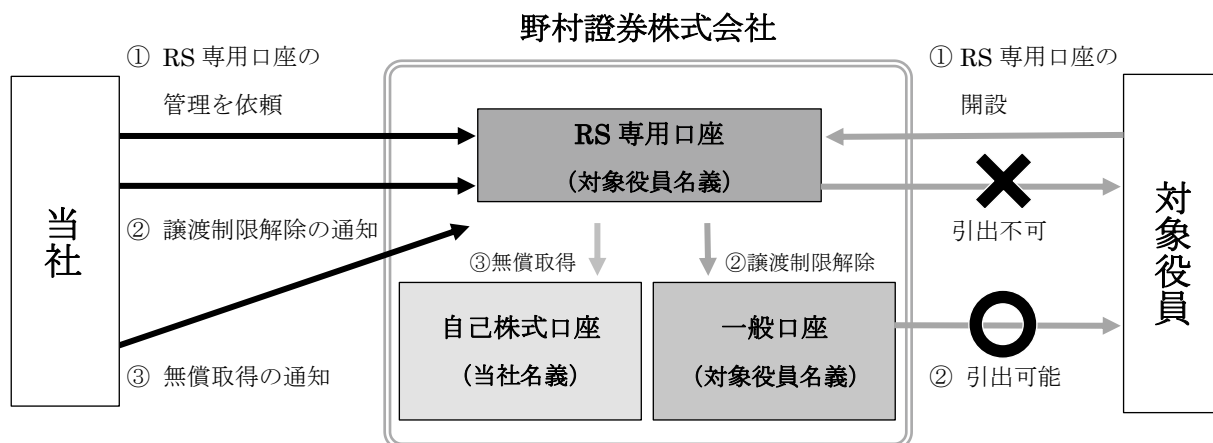 野村證券株式会社
① RS 専用口座の
管理を依頼
② 譲渡制限解除の通知
③ 無償取得の通知
当社
RS 専用口座
（対象役員名義）
③無償取得
②譲渡制限解除
自己株式口座
（当社名義）
一般口座
（対象役員名義）
① RS 専用口座の
開設
引出不可
② 引出可能
対象役員